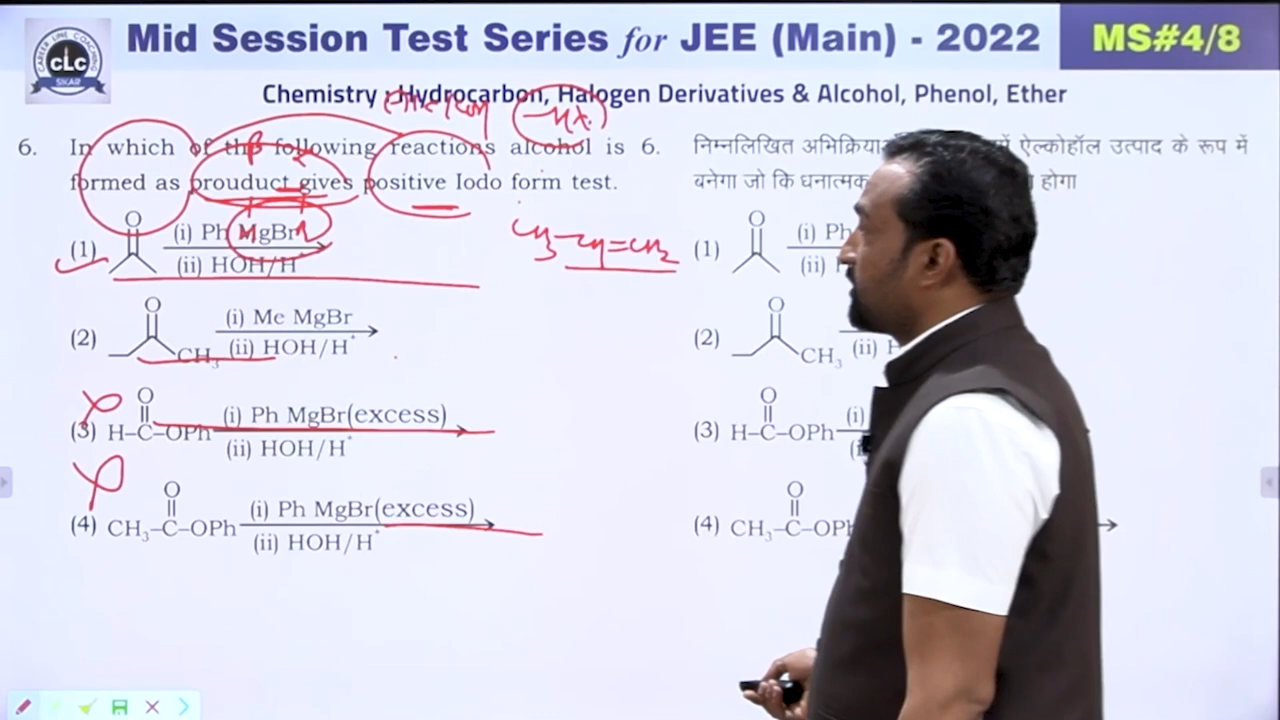 CAREER LINE COACHING
CLC
SIKAR
Mid Session Test Series for JEE (Main) - 2022
MS#4/8
Chemistry : Hydrocarbon, Halogen Derivatives & Alcohol, Phenol, Ether
6. In which of the following reactions alcohol is
formed as prouduct gives positive Iodo form test.
(1) O (i) Ph MgBr
(ii) HOH/H+
CH3-CH=CH2
(2) O CH3 (i) Me MgBr
(ii) HOH/H+
(3) H–C–OPh O (i) Ph MgBr(excess)
(ii) HOH/H+
(4) CH3–C–OPh O (i) Ph MgBr(excess)
(ii) HOH/H+
6. निम्नलिखित में ऐल्कोहॉल उत्पाद के रूप में
बनेगा जो कि होगा
(1) O (i) Ph
(ii)
(2) O CH3 (i) M
(ii) H
(3) H–C–OPh O (i)
(4) CH3–C–OPh O